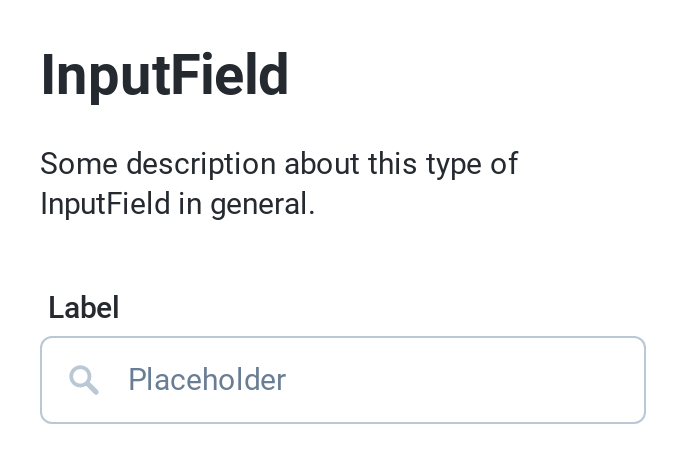 InputField
Some description about this type of
InputField in general.
Label
Placeholder